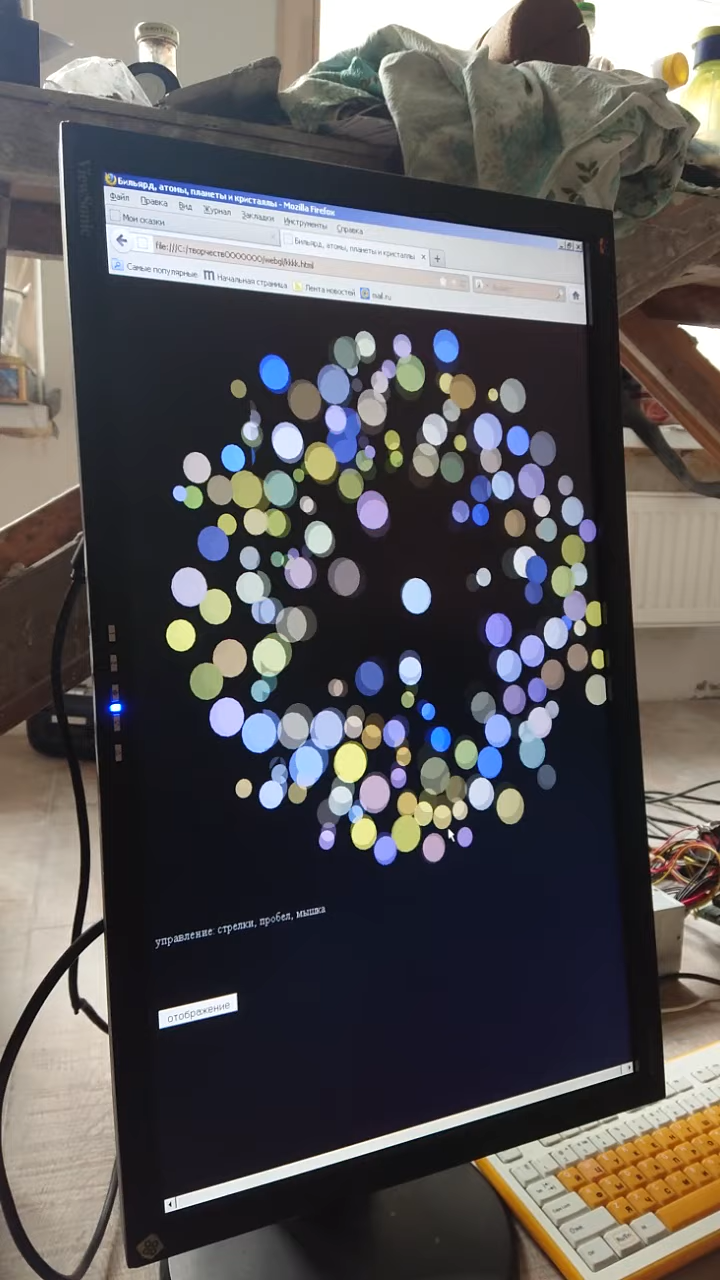 ViewSonic
Бильярд, атомы, планеты и кристаллы - Mozilla Firefox
Файл Правка Вид Журнал Закладки Инструменты Справка
Мои сказки
Бильярд, атомы, планеты и кристаллы
Самые популярные Начальная страница Лента новостей mail.ru
управление: стрелки, пробел, мышка
отображение